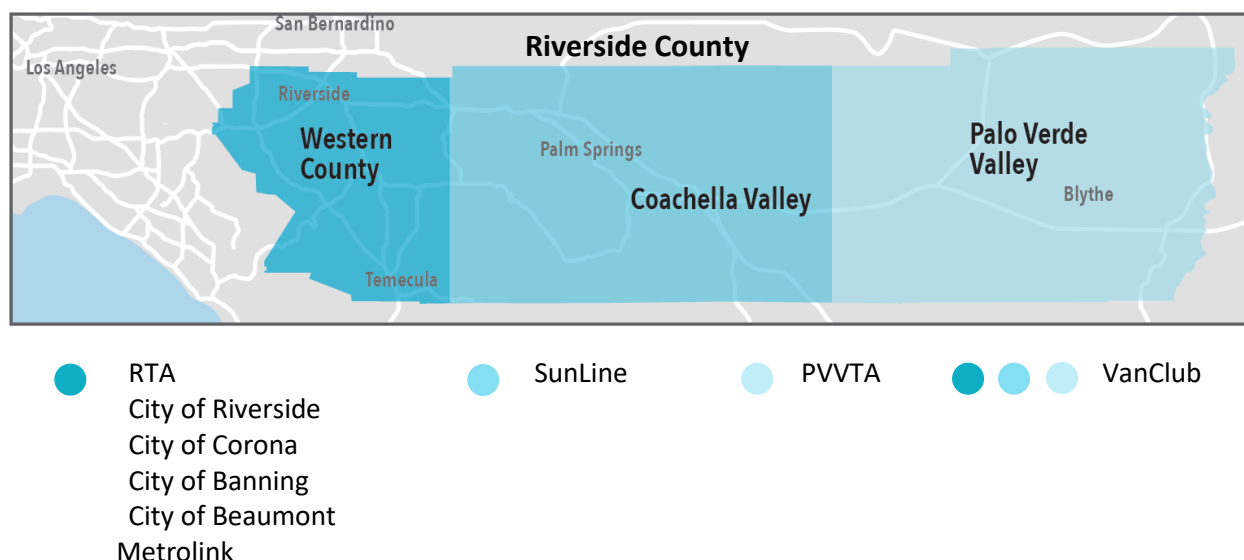 San Bernardino
Riverside County
Los Angeles
Riverside
Western
County
Palm Springs
Coachella Valley
Palo Verde
Valley
Blythe
Temecula
RTA
City of Riverside
City of Corona
City of Banning
City of Beaumont
Metrolink
SunLine
PVVTA
VanClub